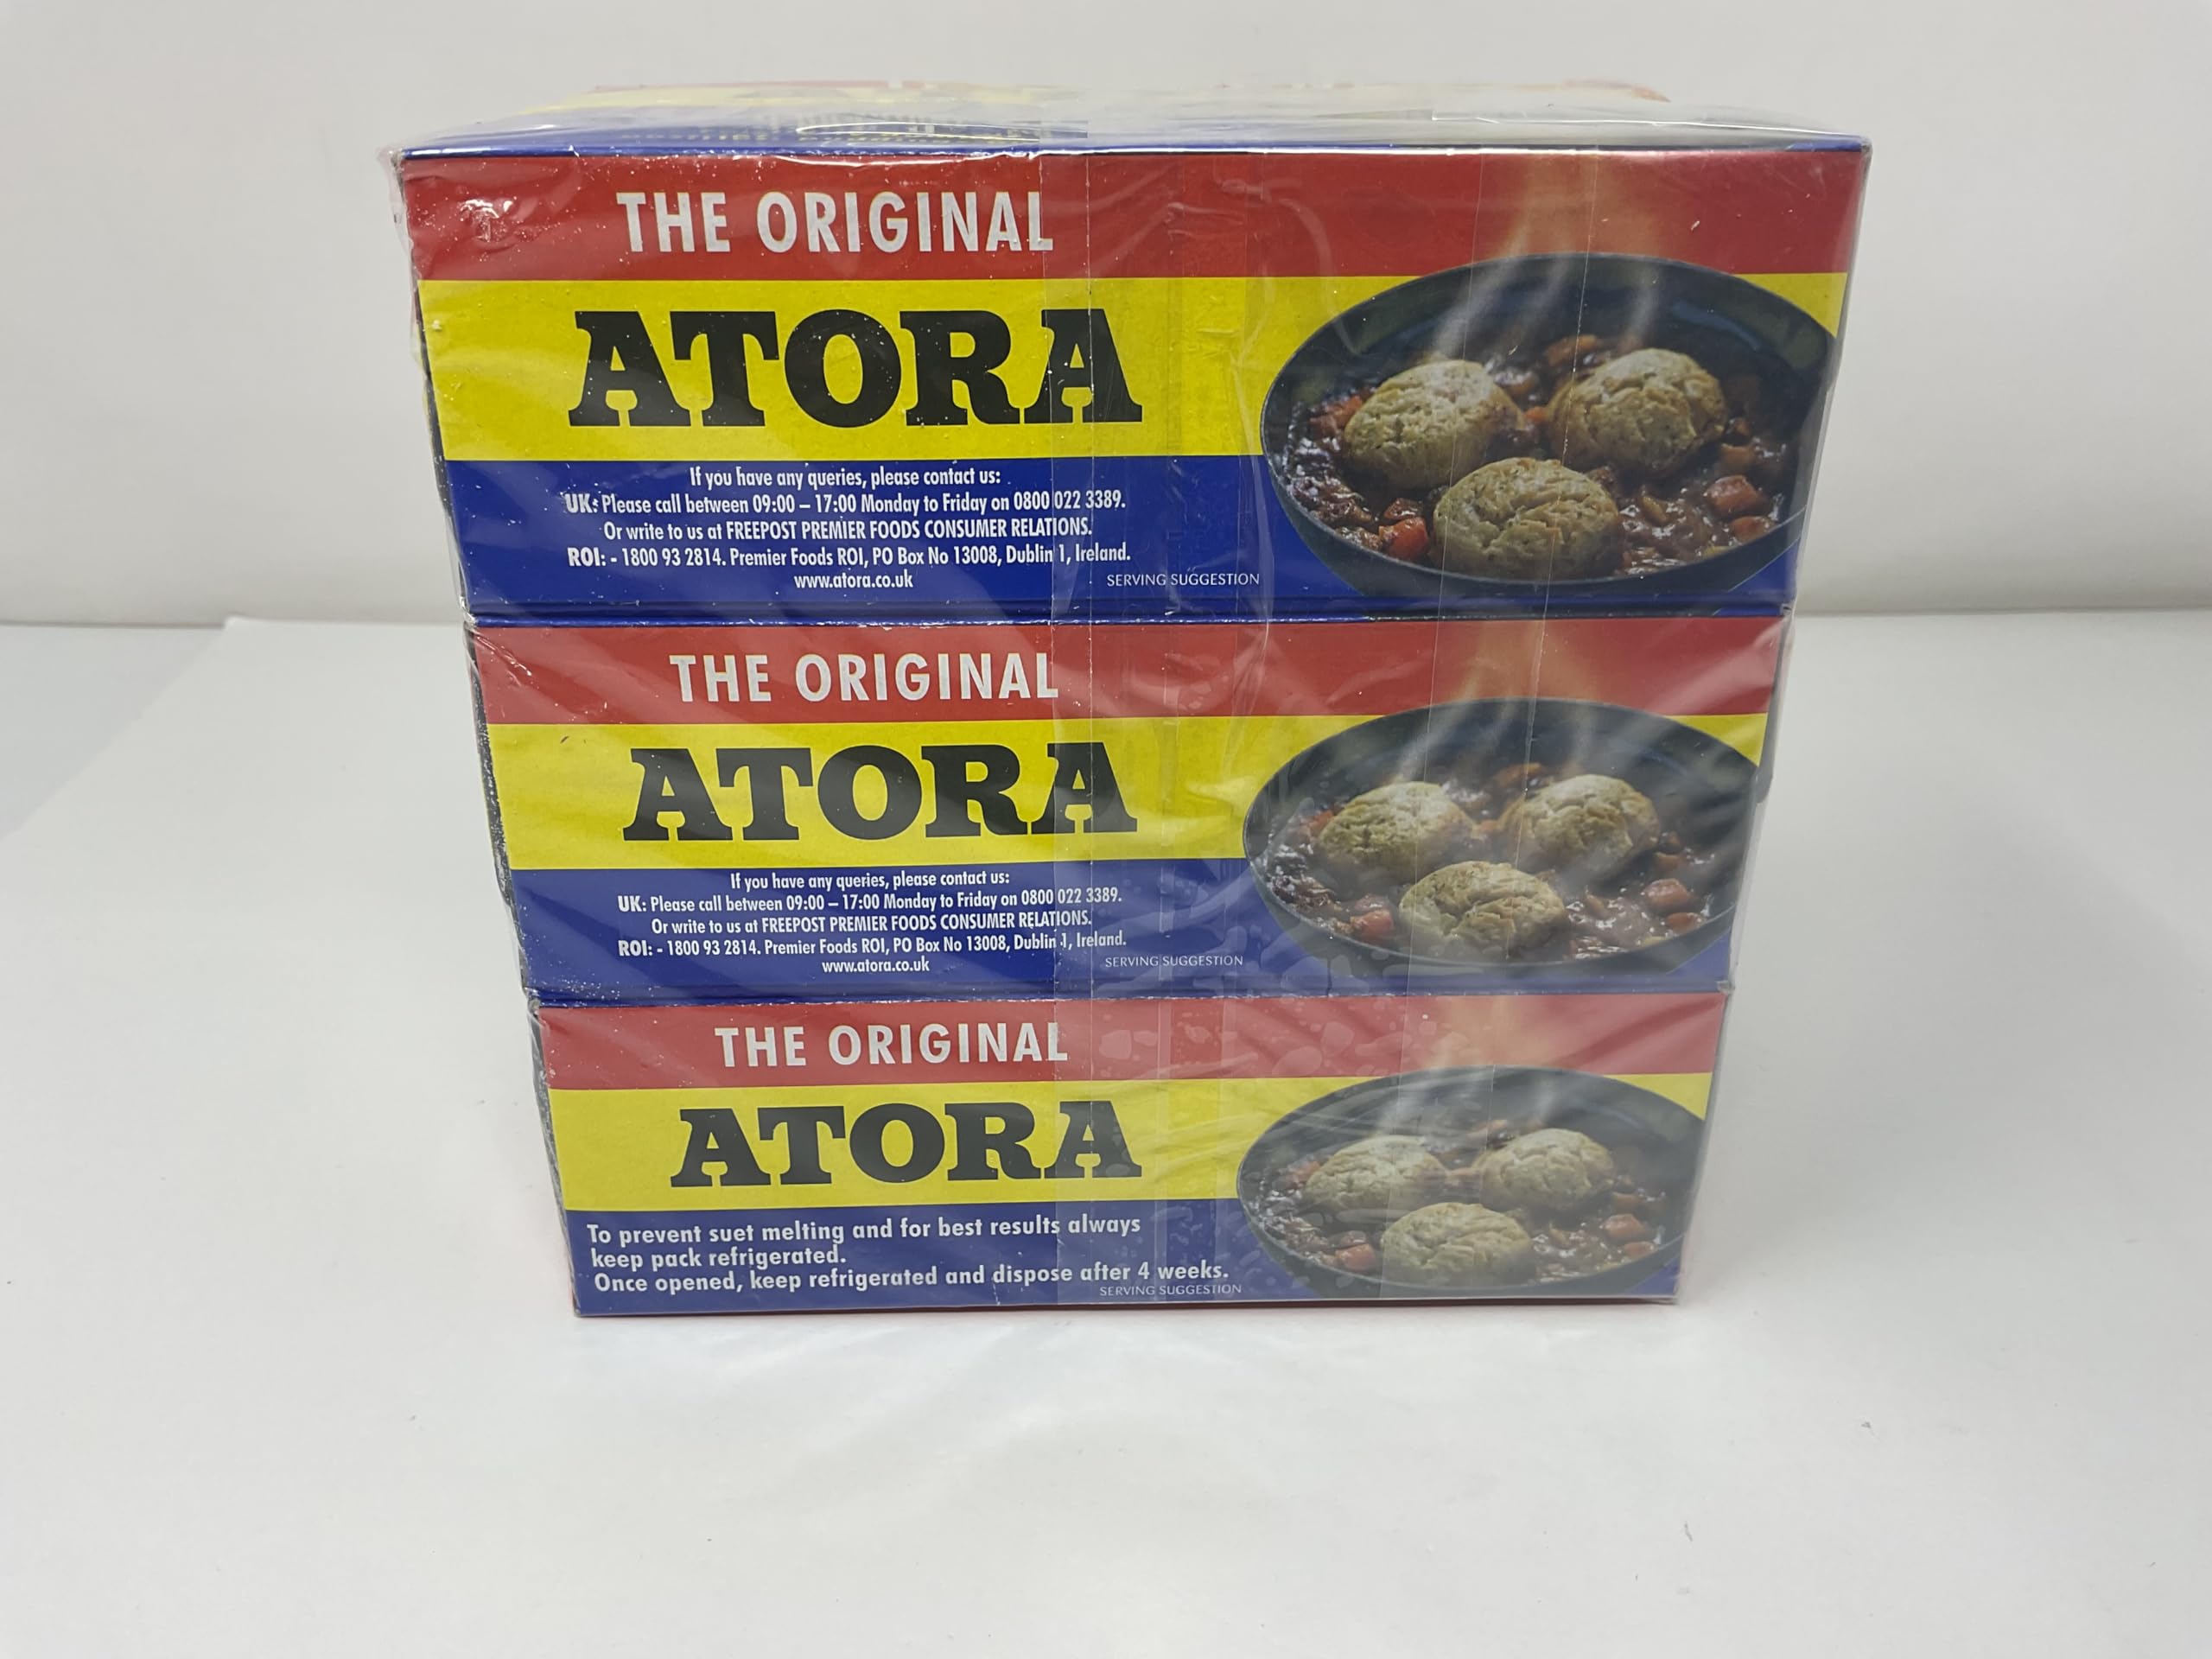 THE ORIGINAL
ATORA
If you have any queries, please contact us:
UK: Please call between 09:00 – 17:00 Monday to Friday on 0800 022 3389.
Or write to us at FREEPOST PREMIER FOODS CONSUMER RELATIONS.
ROI: - 1800 93 2814. Premier Foods ROI, PO Box No 13008, Dublin 1, Ireland.
www.atora.co.uk
SERVING SUGGESTION
THE ORIGINAL
ATORA
If you have any queries, please contact us:
UK: Please call between 09:00 – 17:00 Monday to Friday on 0800 022 3389.
Or write to us at FREEPOST PREMIER FOODS CONSUMER RELATIONS.
ROI: - 1800 93 2814. Premier Foods ROI, PO Box No 13008, Dublin 1, Ireland.
www.atora.co.uk
SERVING SUGGESTION
THE ORIGINAL
ATORA
To prevent suet melting and for best results always
keep pack refrigerated.
Once opened, keep refrigerated and dispose after 4 weeks.
SERVING SUGGESTION